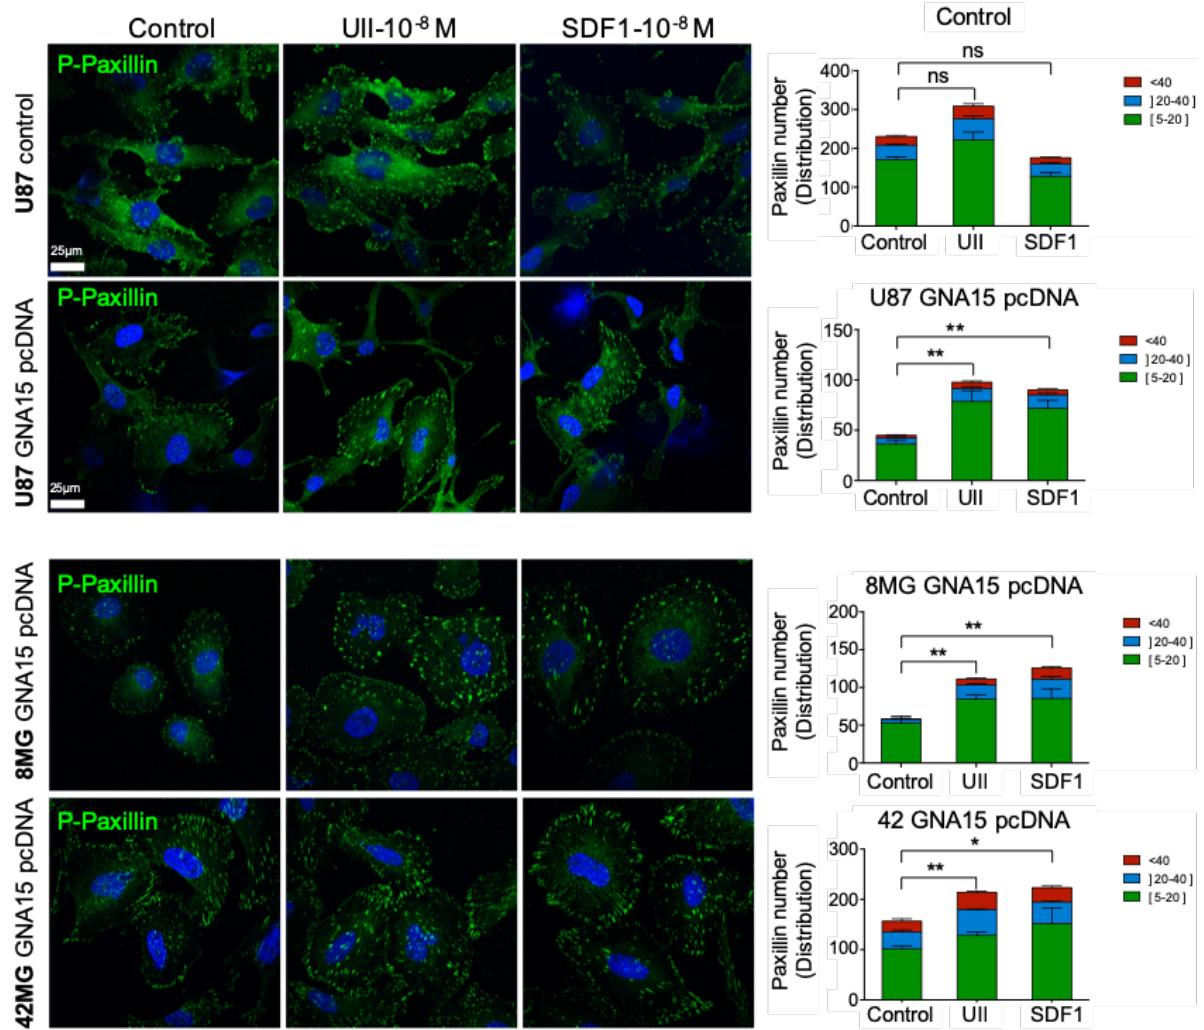 Control UII-10⁻⁸ M SDF1-10⁻⁸ M
U87 control
P-Paxillin
25µm
U87 GNA15 pcDNA
P-Paxillin
25µm
8MG GNA15 pcDNA
P-Paxillin
42MG GNA15 pcDNA
P-Paxillin
Control
Paxillin number
(Distribution)
400
300
200
100
0
ns
ns
Control UII SDF1
<40
]20-40]
[5-20]
U87 GNA15 pcDNA
Paxillin number
(Distribution)
150
100
50
0
**
**
Control UII SDF1
<40
]20-40]
[5-20]
8MG GNA15 pcDNA
Paxillin number
(Distribution)
200
150
100
50
0
**
**
Control UII SDF1
<40
]20-40]
[5-20]
42 GNA15 pcDNA
Paxillin number
(Distribution)
300
200
100
0
*
**
Control UII SDF1
<40
]20-40]
[5-20]